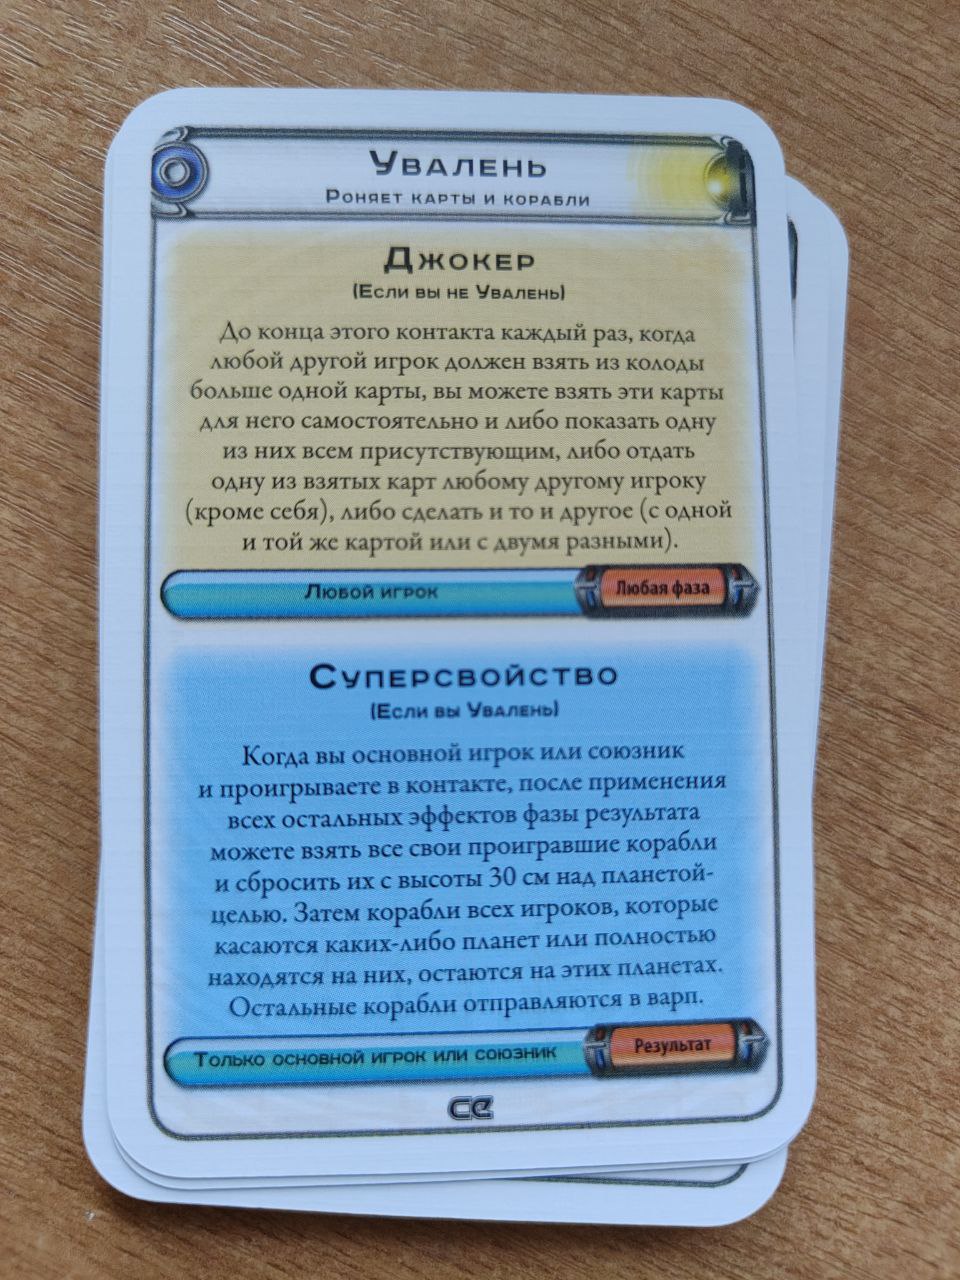 Увалень
Роняет карты и корабли
Джокер
(Если вы не Увалень)
До конца этого контакта каждый раз, когда
любой другой игрок должен взять из колоды
больше одной карты, вы можете взять эти карты
для него самостоятельно и либо показать одну
из них всем присутствующим, либо отдать
одну из взятых карт любому другому игроку
(кроме себя), либо сделать и то и другое (с одной
и той же картой или с двумя разными).
Любой игрок
Любая фаза
Суперсвойство
(Если вы Увалень)
Когда вы основной игрок или союзник
и проигрываете в контакте, после применения
всех остальных эффектов фазы результата
можете взять все свои проигравшие корабли
и сбросить их с высоты 30 см над планетой-
целью. Затем корабли всех игроков, которые
касаются каких-либо планет или полностью
находятся на них, остаются на этих планетах.
Остальные корабли отправляются в варп.
Только основной игрок или союзник
Результат
CE